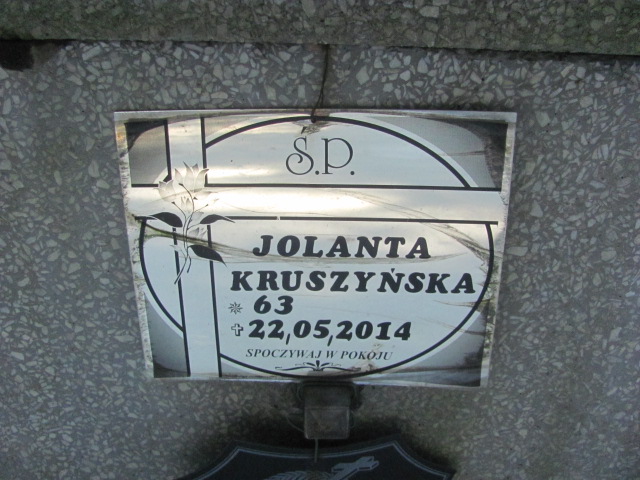 S.P.
JOLANTA
KRUSZYŃSKA
* 63
✝ 22,05,2014
SPOCZYWAJ W POKOJU